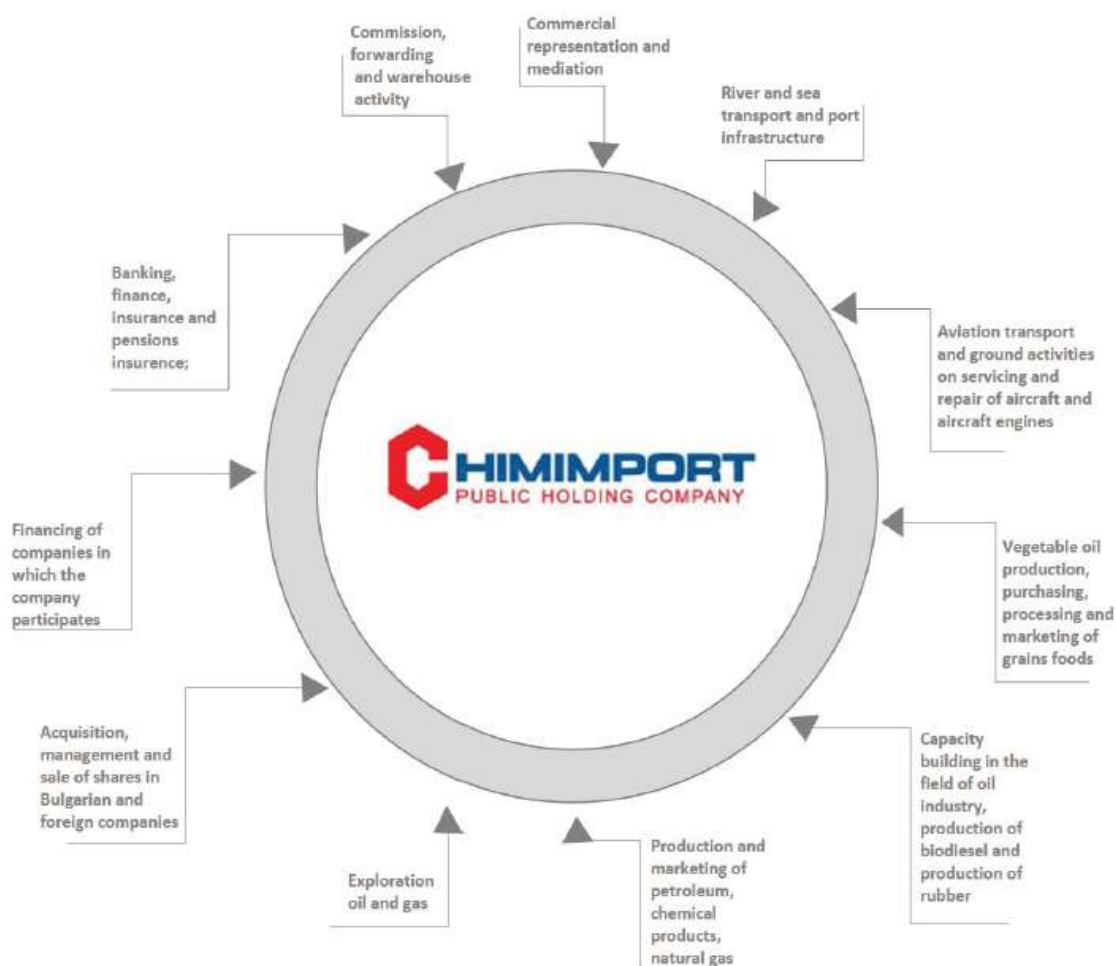 Commission,
forwarding
and warehouse
activity
Commercial
representation and
mediation
River and sea
transport and port
infrastructure
Aviation transport
and ground activities
on servicing and
repair of aircraft and
aircraft engines
Vegetable oil
production,
purchasing,
processing and
marketing of
grains foods
Capacity
building in the
field of oil
industry,
production of
biodiesel and
production of
rubber
Production and
marketing of
petroleum,
chemical
products,
natural gas
Exploration
oil and gas
Acquisition,
management and
sale of shares in
Bulgarian and
foreign companies
Financing of
companies in
which the
company
participates
Banking,
finance,
insurance and
pensions
insurence;
CHIMIMPORT
PUBLIC HOLDING COMPANY